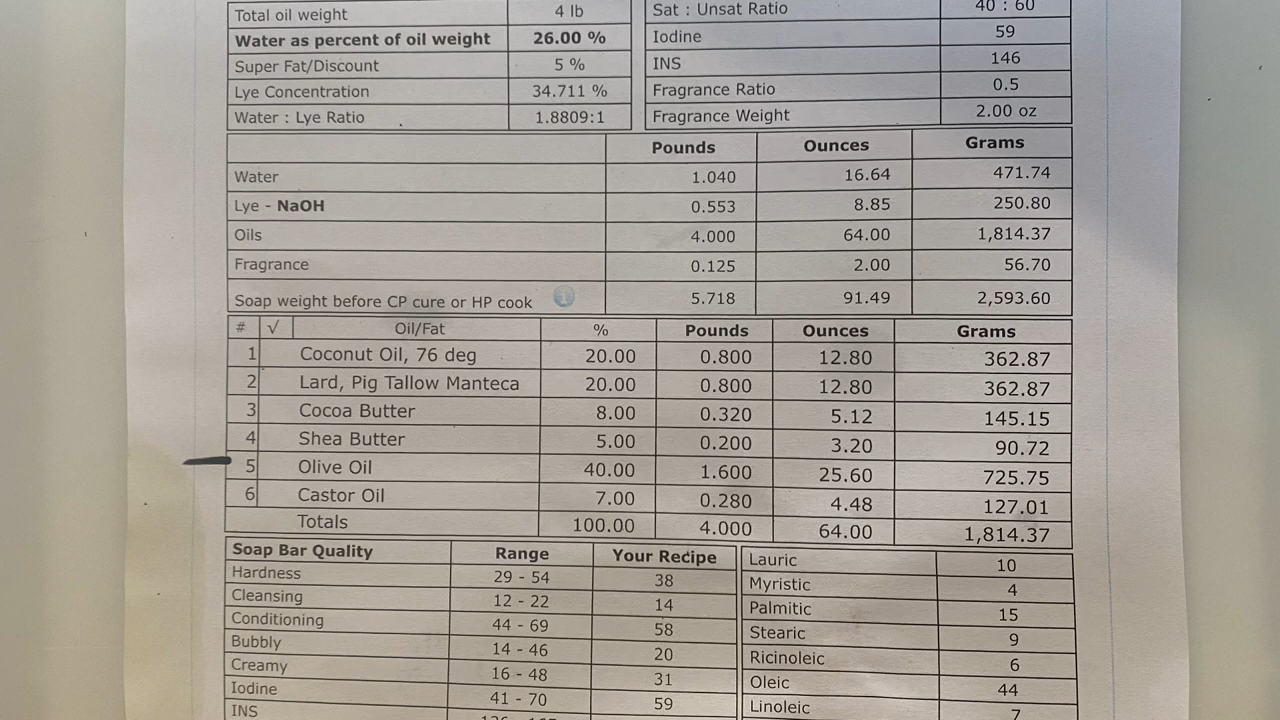 Total oil weight 4 lb
Water as percent of oil weight 26.00 %
Super Fat/Discount 5 %
Lye Concentration 34.711 %
Water : Lye Ratio 1.8809:1
Sat : Unsat Ratio 40 : 60
Iodine 59
INS 146
Fragrance Ratio 0.5
Fragrance Weight 2.00 oz
Pounds Ounces Grams
Water 1.040 16.64 471.74
Lye - NaOH 0.553 8.85 250.80
Oils 4.000 64.00 1,814.37
Fragrance 0.125 2.00 56.70
Soap weight before CP cure or HP cook 5.718 91.49 2,593.60
# √ Oil/Fat % Pounds Ounces Grams
1 Coconut Oil, 76 deg 20.00 0.800 12.80 362.87
2 Lard, Pig Tallow Manteca 20.00 0.800 12.80 362.87
3 Cocoa Butter 8.00 0.320 5.12 145.15
4 Shea Butter 5.00 0.200 3.20 90.72
5 Olive Oil 40.00 1.600 25.60 725.75
6 Castor Oil 7.00 0.280 4.48 127.01
Totals 100.00 4.000 64.00 1,814.37
Soap Bar Quality Range Your Recipe
Hardness 29 - 54 38
Cleansing 12 - 22 14
Conditioning 44 - 69 58
Bubbly 14 - 46 20
Creamy 16 - 48 31
Iodine 41 - 70 59
INS
Lauric 10
Myristic 4
Palmitic 15
Stearic 9
Ricinoleic 6
Oleic 44
Linoleic 7